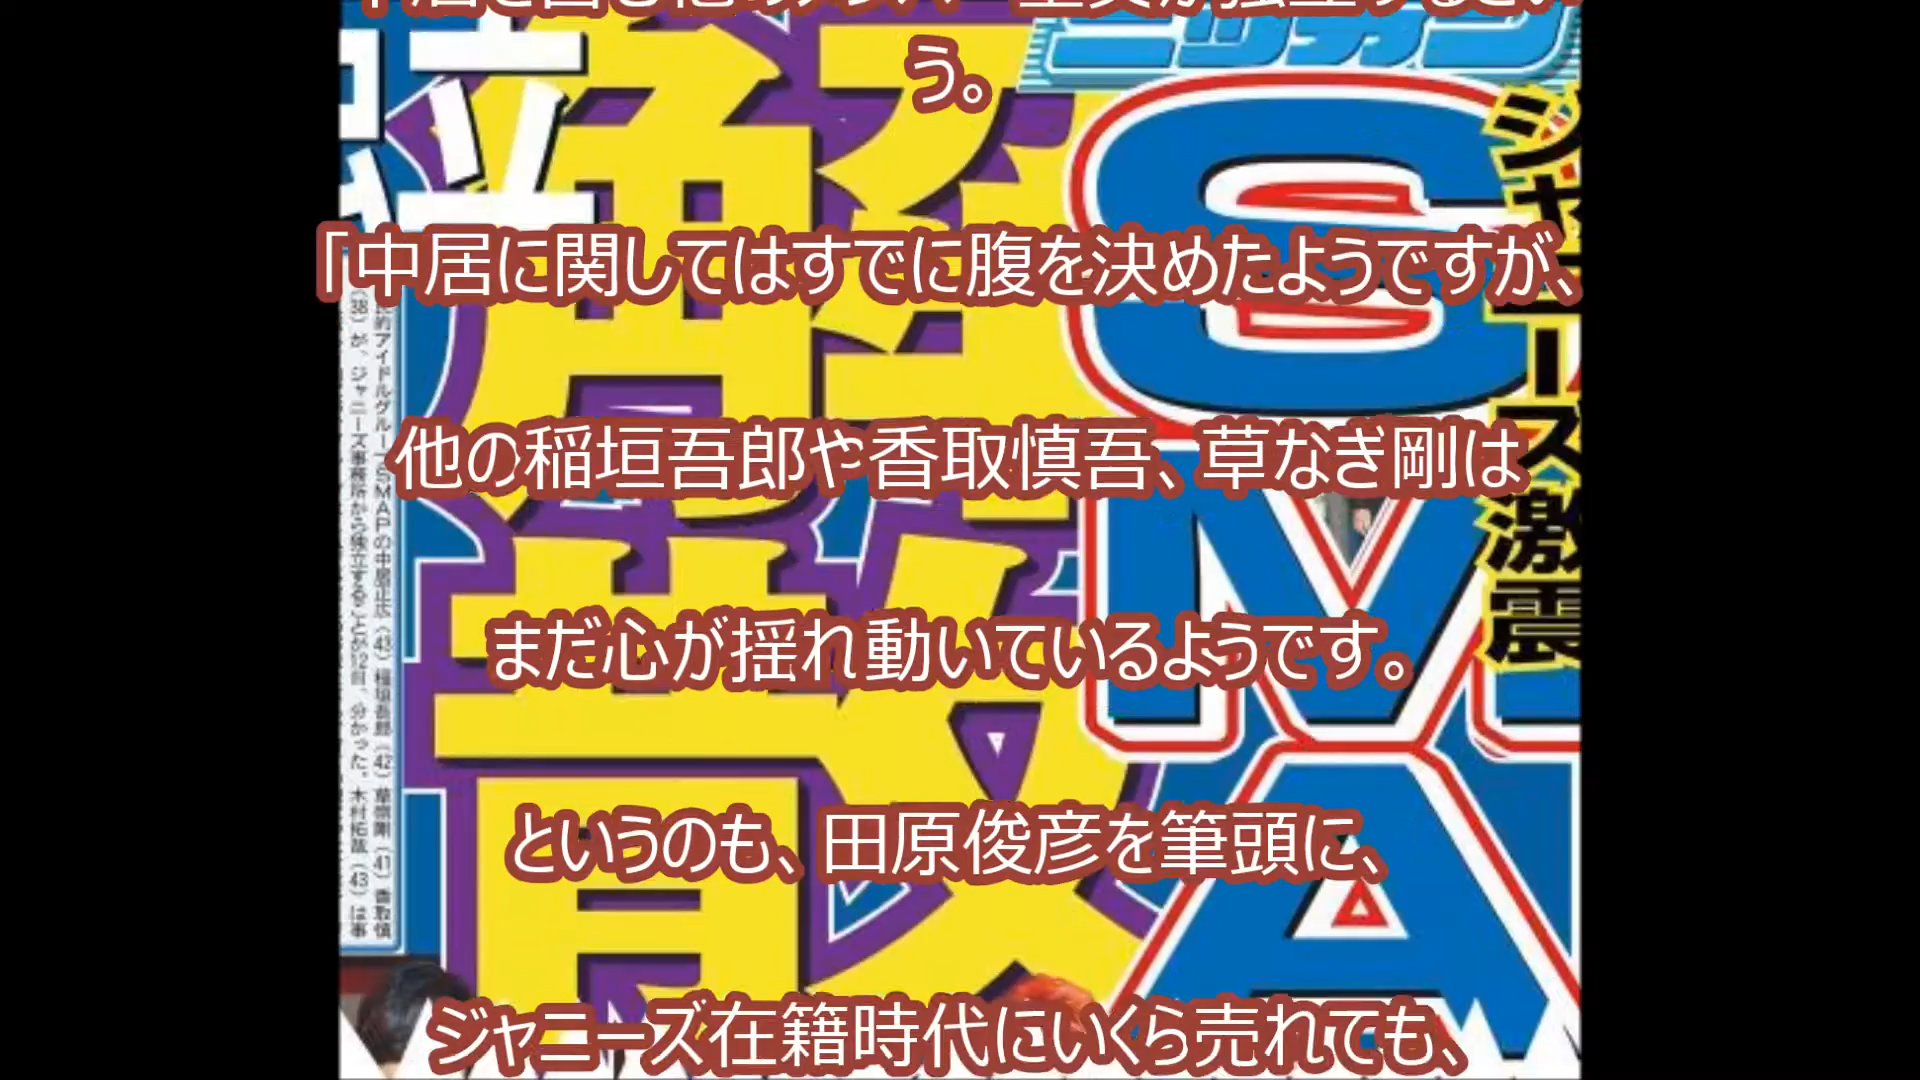 う。
「中居に関してはすでに腹を決めたようですが、
他の稲垣吾郎や香取慎吾、草なぎ剛は
まだ心が揺れ動いているようです。
というのも、田原俊彦を筆頭に、
ジャニーズ在籍時代にいくら売れても、
ニッカン
SMA
ジャニーズ激震
解散
的アイドルグループSMAPの中居正広(43)稲垣吾郎(42)草彅剛(41)香取慎
(38)が、ジャニーズ事務所から独立することが12日、分かった。木村拓哉(43)は事